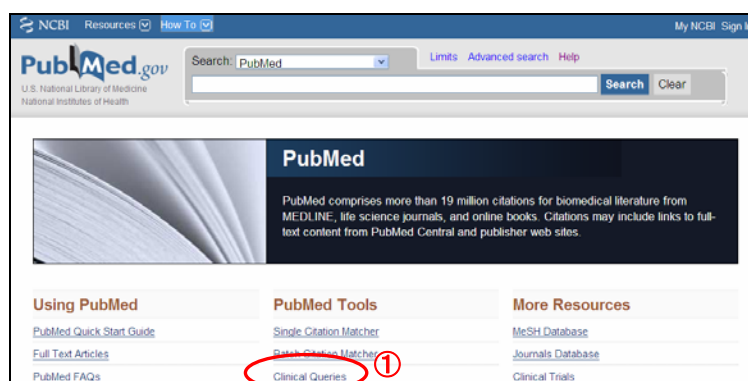 NCBI Resources How To My NCBI Sign In
PubMed.gov
U.S. National Library of Medicine
National Institutes of Health
Search: PubMed
Limits Advanced search Help
Search Clear
PubMed
PubMed comprises more than 19 million citations for biomedical literature from
MEDLINE, life science journals, and online books. Citations may include links to full-
text content from PubMed Central and publisher web sites.
Using PubMed
PubMed Quick Start Guide
Full Text Articles
PubMed FAQs
PubMed Tools
Single Citation Matcher
Batch Citation Matcher
Clinical Queries
①
More Resources
MeSH Database
Journals Database
Clinical Trials